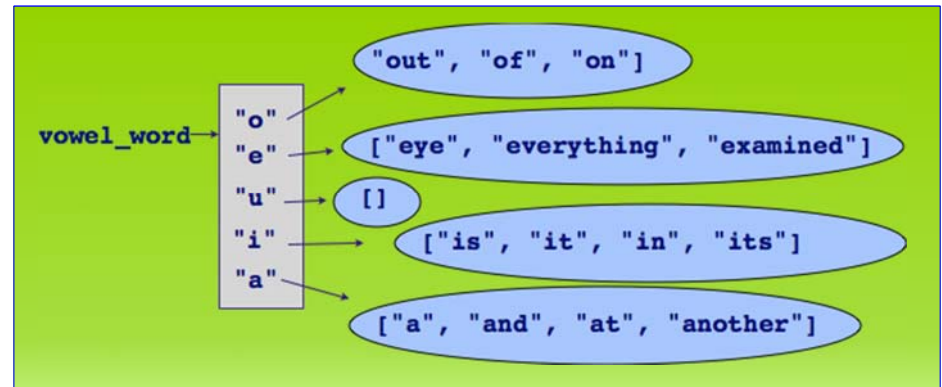 "out", "of", "on"]
vowel_word
"o"
"e"
["eye", "everything", "examined"]
"u"
[]
"i"
["is", "it", "in", "its"]
"a"
["a", "and", "at", "another"]